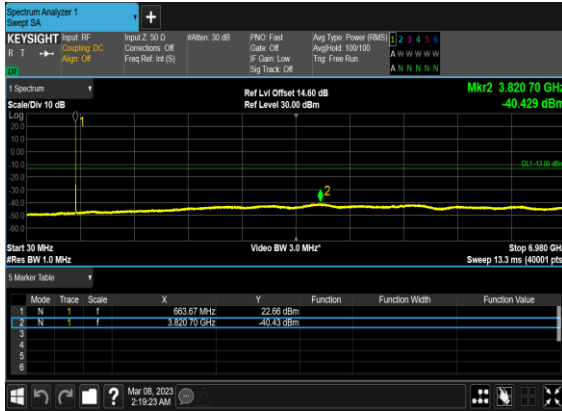 Spectrum Analyzer 1
Swept SA
KEYSIGHT Input: RF
R T Coupling: DC
Align: Off
LXI
Input Z: 50 Ω
Corrections: Off
Freq Ref: Int (S)
#Atten: 30 dB
PNO: Fast
Gate: Off
IF Gain: Low
Sig Track: Off
Avg Type: Power (RMS)
Avg|Hold: 100/100
Trig: Free Run
1 2 3 4 5 6
A W W W W W
A N N N N N
1 Spectrum
Scale/Div 10 dB
Ref Lvl Offset 14.60 dB
Ref Level 30.00 dBm
Mkr2 3.820 70 GHz
-40.429 dBm
Log
20.0
10.0
0.00
-10.0
-20.0
-30.0
-40.0
-50.0
-60.0
1
2
DL1 -13.00 dBm
Start 30 MHz
#Res BW 1.0 MHz
Video BW 3.0 MHz*
Stop 6.980 GHz
Sweep 13.3 ms (40001 pts)
5 Marker Table
Mode Trace Scale X Y Function Function Width Function Value
1 N 1 f 663.67 MHz 22.66 dBm
2 N 1 f 3.820 70 GHz -40.43 dBm
3
4
5
6
?
Mar 08, 2023
2:19:23 AM